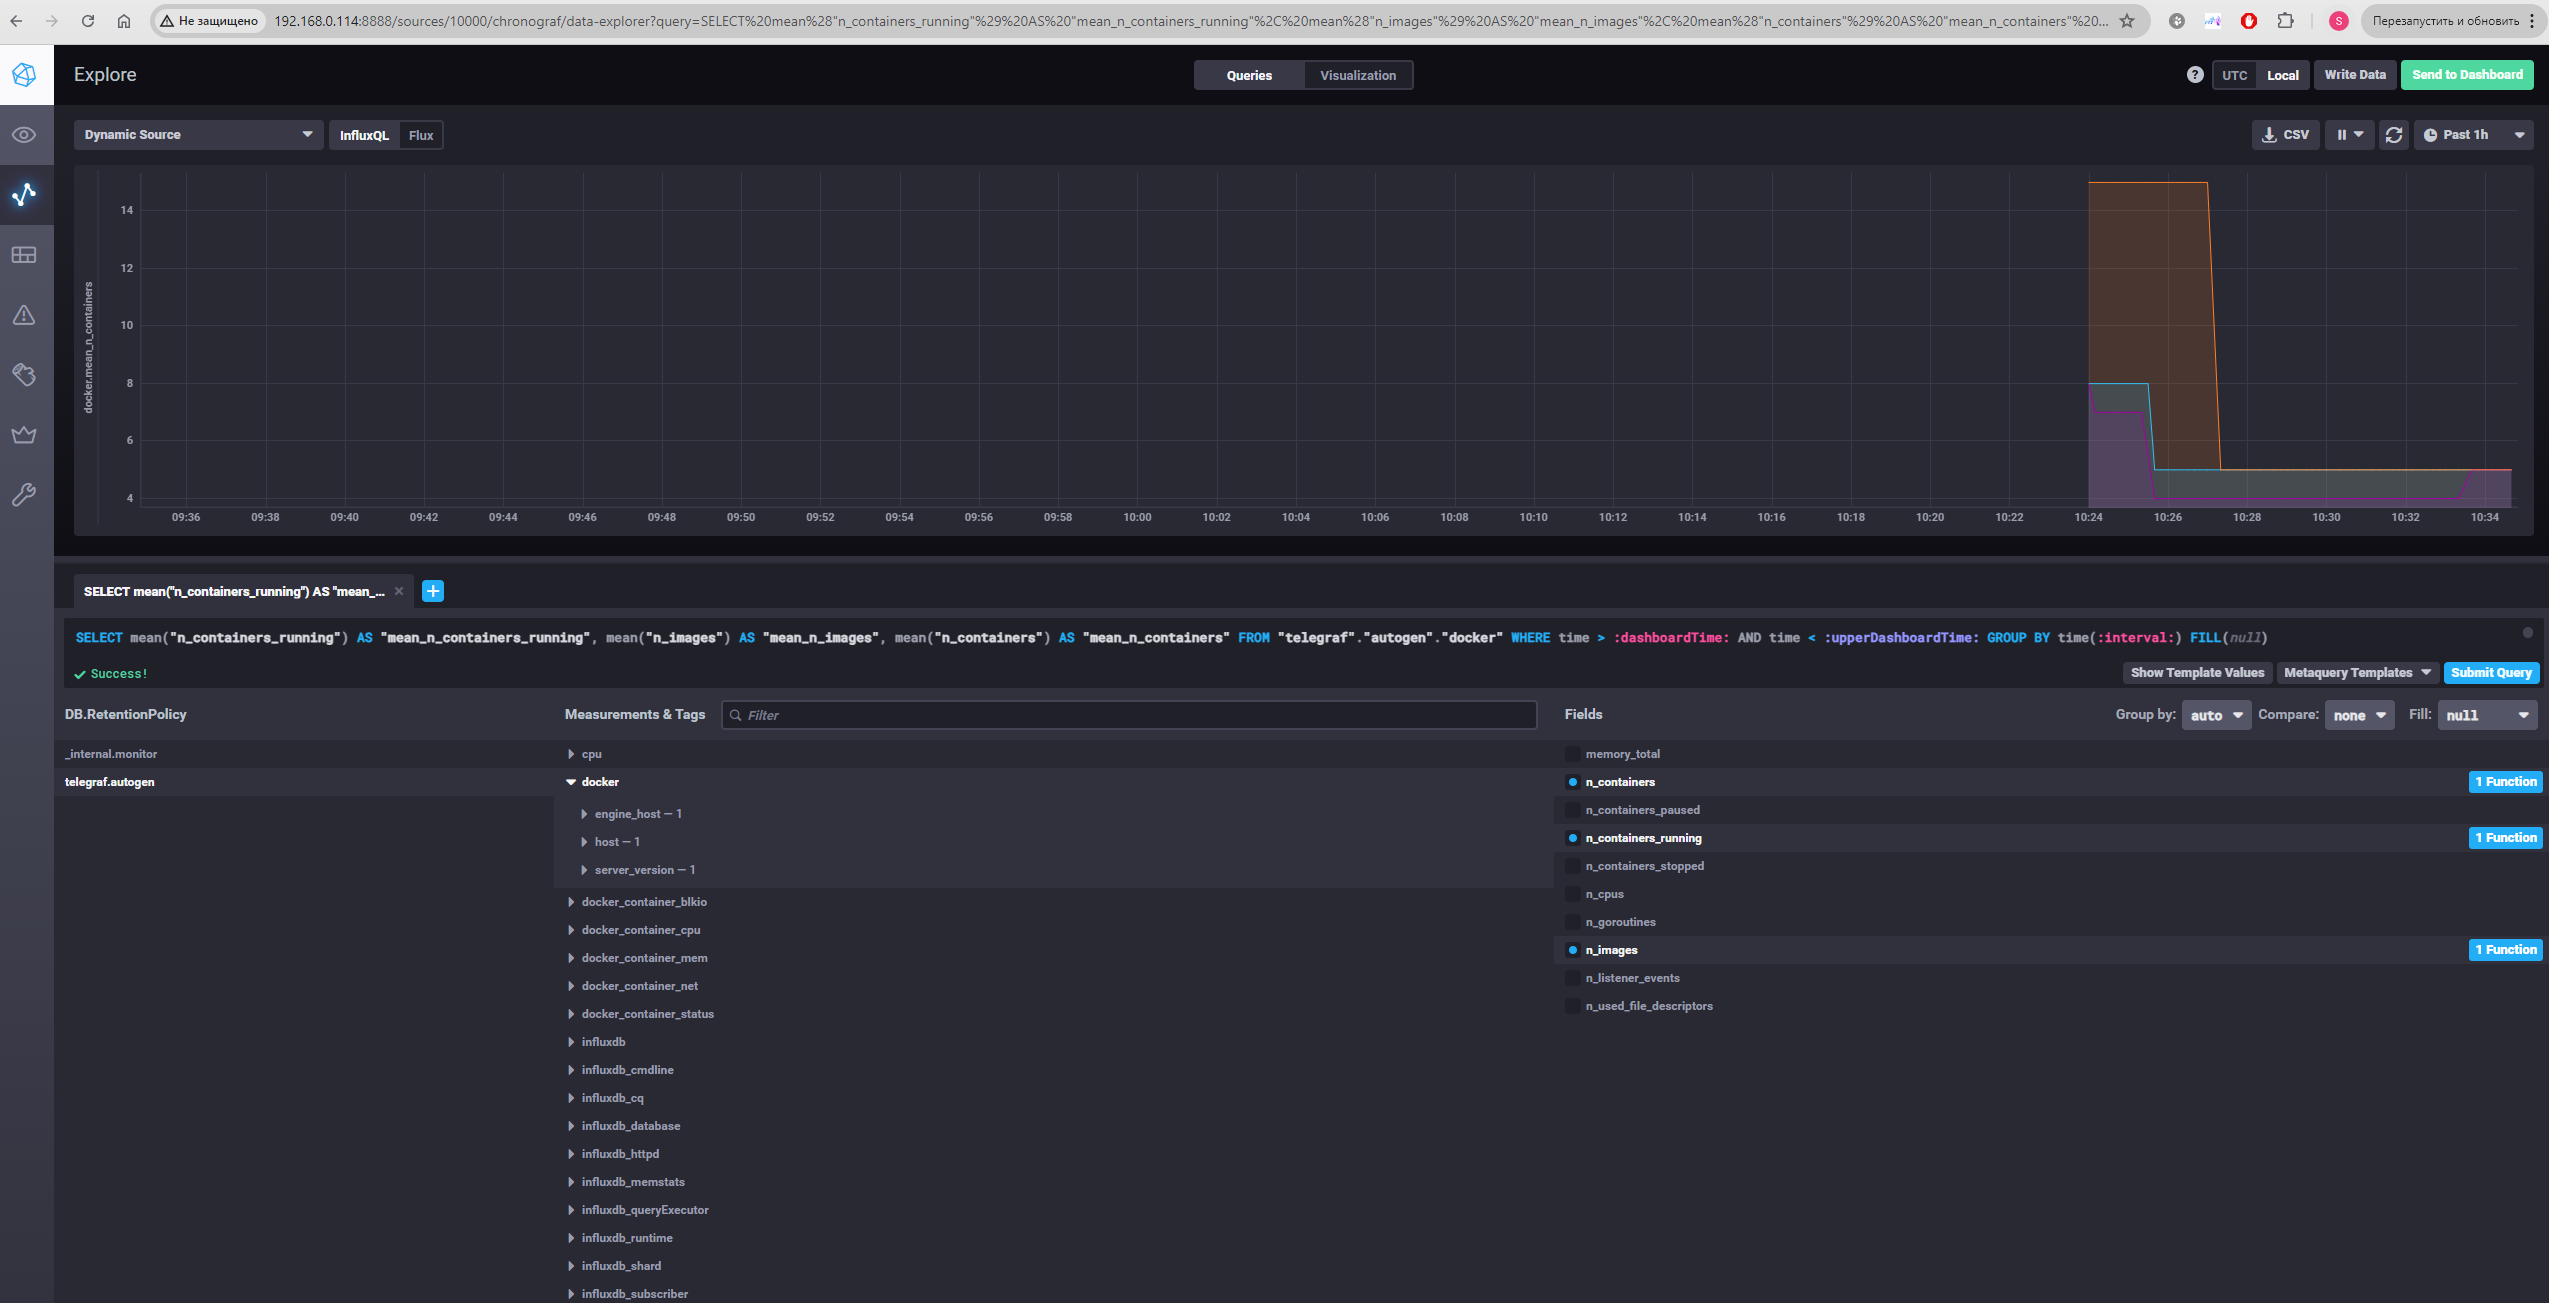 Не защищено
192.168.0.114:8888/sources/10000/chronograf/data-explorer?query=SELECT%20mean%28"n_containers_running"%29%20AS%20"mean_n_containers_running"%2C%20mean%28"n_images"%29%20AS%20"mean_n_images"%2C%20mean%28"n_containers"%29%20AS%20"mean_n_containers"%20...
S
Перезапустить и обновить
Explore
Queries
Visualization
?
UTC
Local
Write Data
Send to Dashboard
Dynamic Source
InfluxQL
Flux
CSV
Past 1h
docker.mean_n_containers
14
12
10
8
6
4
09:36 09:38 09:40 09:42 09:44 09:46 09:48 09:50 09:52 09:54 09:56 09:58 10:00 10:02 10:04 10:06 10:08 10:10 10:12 10:14 10:16 10:18 10:20 10:22 10:24 10:26 10:28 10:30 10:32 10:34
SELECT mean("n_containers_running") AS "mean_...
SELECT mean("n_containers_running") AS "mean_n_containers_running", mean("n_images") AS "mean_n_images", mean("n_containers") AS "mean_n_containers" FROM "telegraf"."autogen"."docker" WHERE time > :dashboardTime: AND time < :upperDashboardTime: GROUP BY time(:interval:) FILL(null)
Success!
Show Template Values
Metaquery Templates
Submit Query
DB.RetentionPolicy
_internal.monitor
telegraf.autogen
Measurements & Tags
Filter
cpu
docker
engine_host — 1
host — 1
server_version — 1
docker_container_blkio
docker_container_cpu
docker_container_mem
docker_container_net
docker_container_status
influxdb
influxdb_cmdline
influxdb_cq
influxdb_database
influxdb_httpd
influxdb_memstats
influxdb_queryExecutor
influxdb_runtime
influxdb_shard
influxdb_subscriber
Fields
Group by: auto
Compare: none
Fill: null
memory_total
n_containers
1 Function
n_containers_paused
n_containers_running
1 Function
n_containers_stopped
n_cpus
n_goroutines
n_images
1 Function
n_listener_events
n_used_file_descriptors